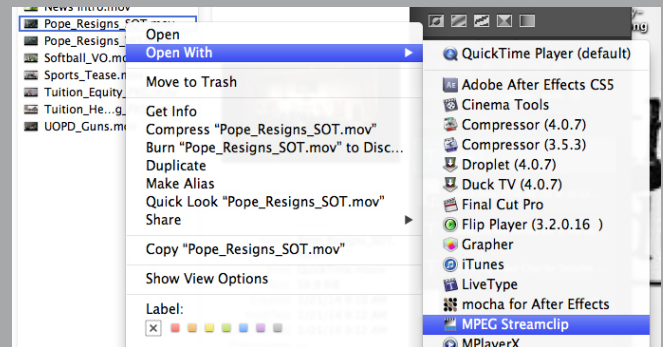 News Intro.mov
Pope_Resigns_SOT.mov
Pope_Resigns_
Softball_VO.mo
Sports_Tease.m
Tuition_Equity_
Tuition_He...g_
UOPD_Guns.mo
Open
Open With
Move to Trash
Get Info
Compress “Pope_Resigns_SOT.mov”
Burn “Pope_Resigns_SOT.mov” to Disc...
Duplicate
Make Alias
Quick Look “Pope_Resigns_SOT.mov”
Share
Copy “Pope_Resigns_SOT.mov”
Show View Options
Label:
QuickTime Player (default)
Adobe After Effects CS5
Cinema Tools
Compressor (4.0.7)
Compressor (3.5.3)
Droplet (4.0.7)
Duck TV (4.0.7)
Final Cut Pro
Flip Player (3.2.0.16 )
Grapher
iTunes
LiveType
mocha for After Effects
MPEG Streamclip
MPlayerX